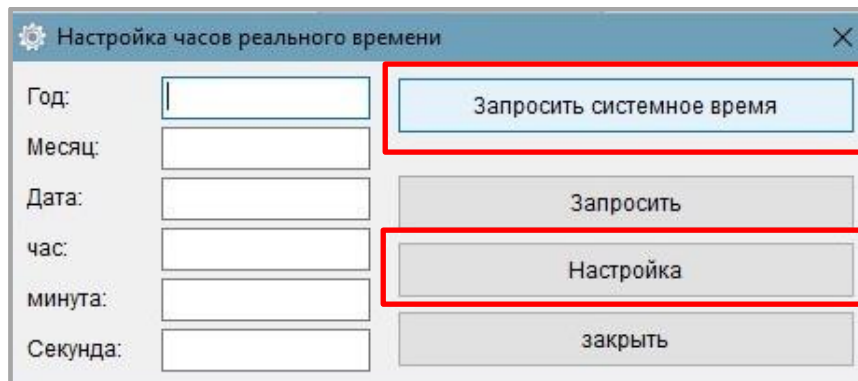 Настройка часов реального времени
Год:
Запросить системное время
Месяц:
Дата:
Запросить
час:
Настройка
минута:
Секунда:
закрыть